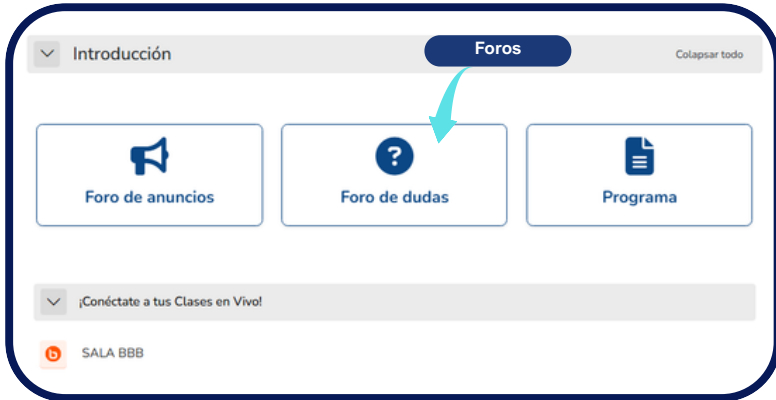 Introducción
Foros
Colapsar todo
Foro de anuncios
Foro de dudas
Programa
¡Conéctate a tus Clases en Vivo!
SALA BBB